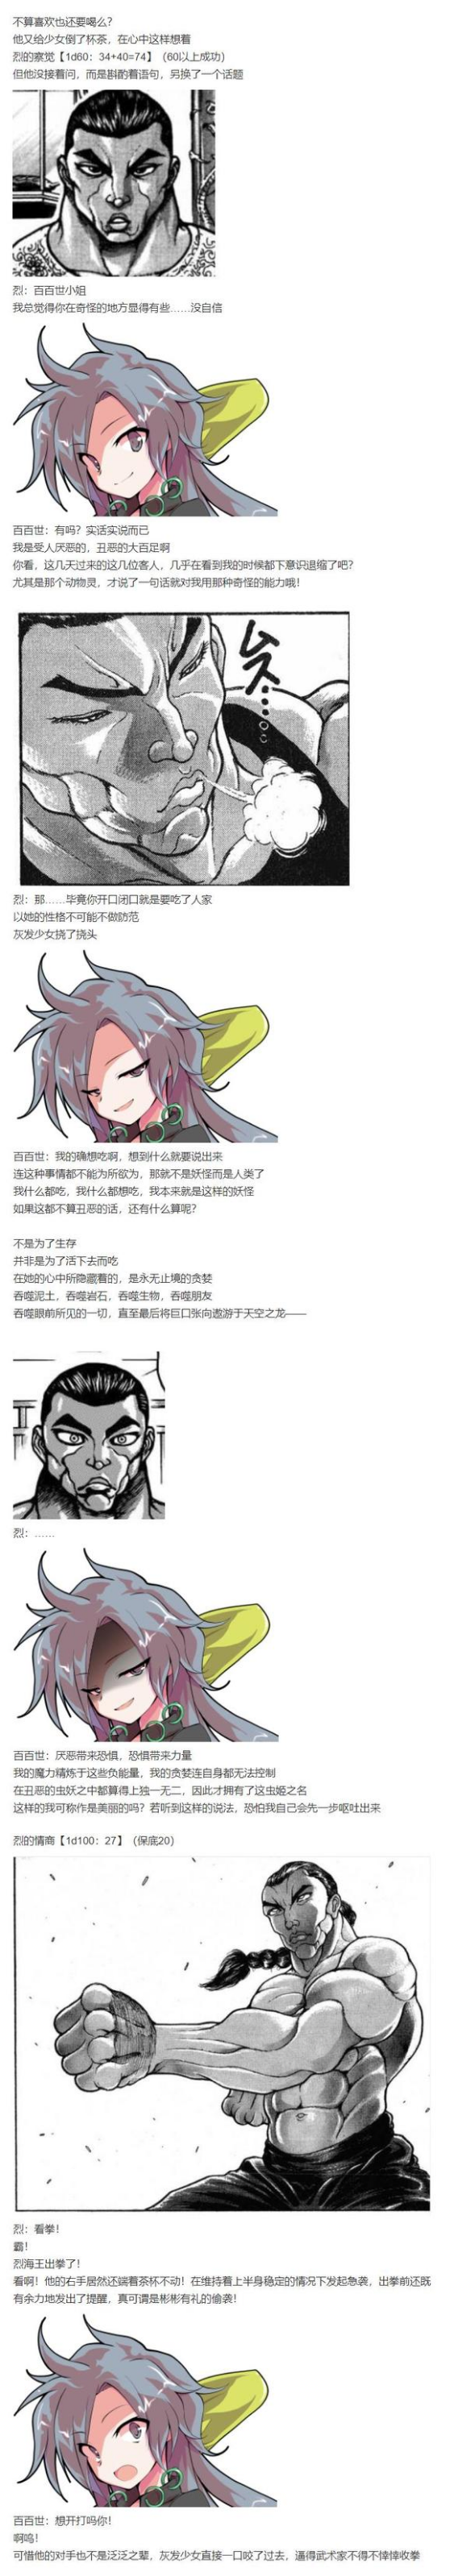 不算喜欢也还要喝么？
他又给少女倒了杯茶，在心中这样想着
烈的察觉【1d60：34+40=74】（60以上成功）
但他没接着问，而是斟酌着语句，另换了一个话题
烈：百百世小姐
我总觉得你在奇怪的地方显得有些……没自信
百百世：有吗？实话实说而已
我是受人厌恶的，丑恶的大百足啊
你看，这几天过来的这几位客人，几乎在看到我的时候都下意识退缩了吧？
尤其是那个动物灵，才说了一句话就对我用那种奇怪的能力哦！
ムス…
烈：那……毕竟你开口闭口就是要吃了人家
以她的性格不可能不做防范
灰发少女挠了挠头
百百世：我的确想吃啊，想到什么就要说出来
连这种事情都不能为所欲为，那就不是妖怪而是人类了
我什么都吃，我什么都想吃，我本来就是这样的妖怪
如果这都不算丑恶的话，还有什么算呢？
不是为了生存
并非是为了活下去而吃
在她的心中所隐藏着的，是永无止境的贪婪
吞噬泥土，吞噬岩石，吞噬生物，吞噬朋友
吞噬眼前所见的一切，直至最后将巨口张向遨游于天空之龙——
烈：……
百百世：厌恶带来恐惧，恐惧带来力量
我的魔力精炼于这些负能量，我的贪婪连自身都无法控制
在丑恶的虫妖之中都算得上独一无二，因此才拥有了这虫姬之名
这样的我可称作是美丽的吗？若听到这样的说法，恐怕我自己会先一步呕吐出来
烈的情商【1d100：27】（保底20）
烈：看拳！
霸！
烈海王出拳了！
看啊！他的右手居然还端着茶杯不动！在维持着上半身稳定的情况下发起急袭，出拳前还既
有余力地发出了提醒，真可谓是彬彬有礼的偷袭！
百百世：想开打吗你！
啊呜！
可惜他的对手也不是泛泛之辈，灰发少女直接一口咬了过去，逼得武术家不得不悻悻收拳